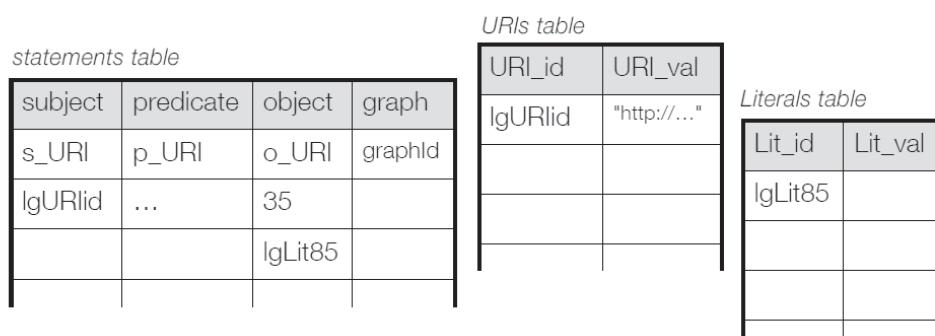 statements table
subject predicate object graph
s_URI p_URI o_URI graphId
lgURIid ... 35
lgLit85
URIs table
URI_id URI_val
lgURIid "http://..."
Literals table
Lit_id Lit_val
lgLit85